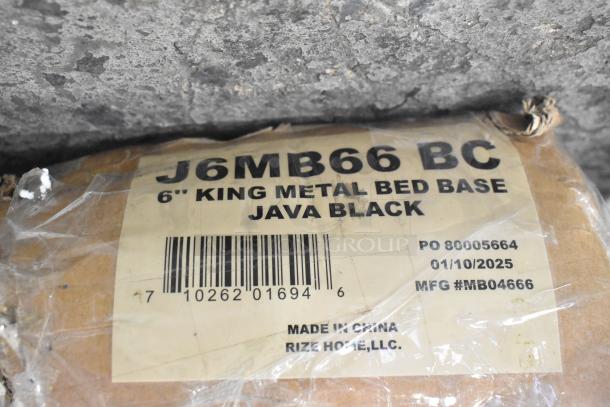 J6MB66 BC
6" KING METAL BED BASE
JAVA BLACK
GROUP
PO 80005664
01/10/2025
MFG #MB04666
7 10262 01694 6
MADE IN CHINA
RIZE HOME,LLC.